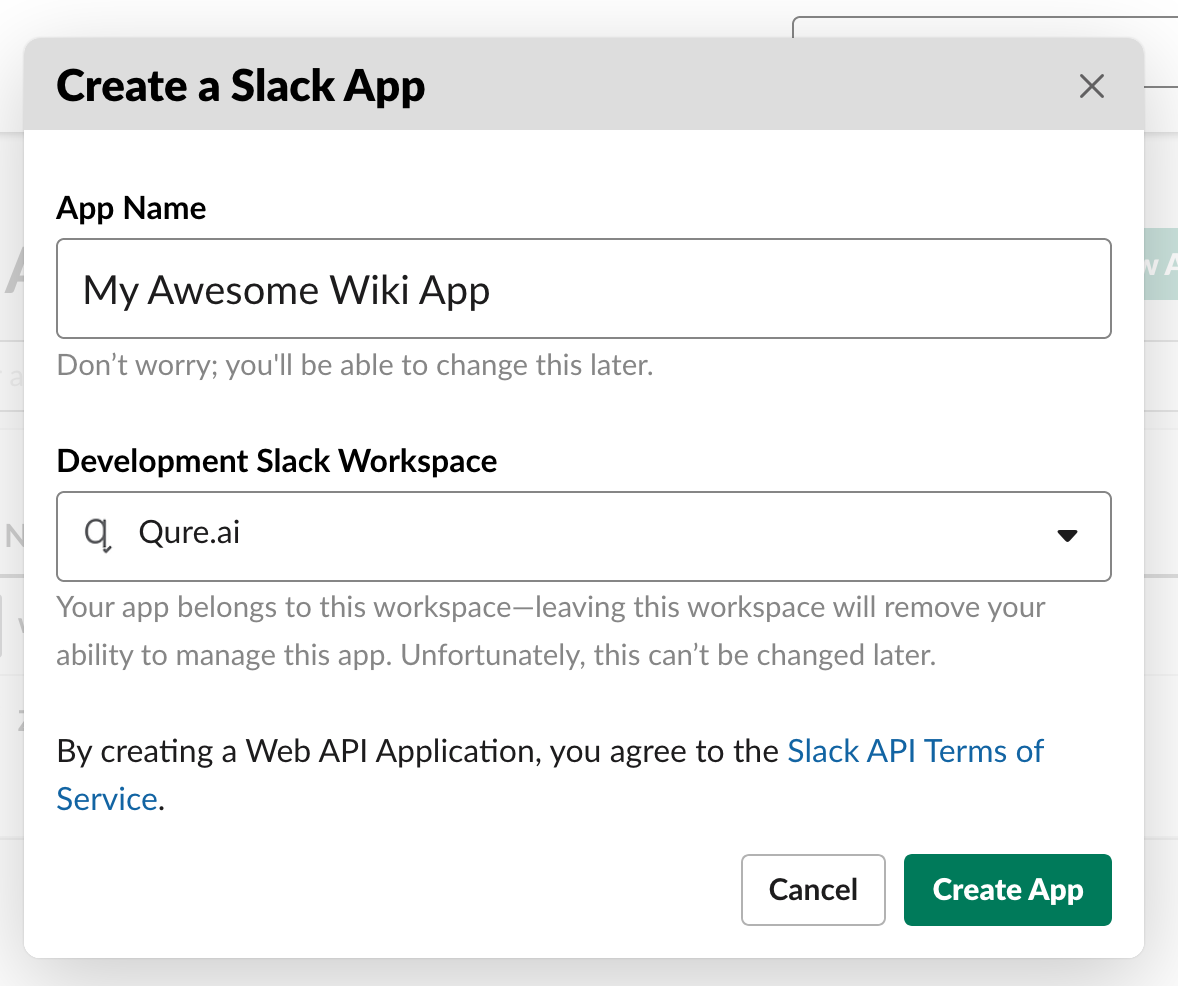 Create a Slack App
App Name
My Awesome Wiki App
Don’t worry; you'll be able to change this later.
Development Slack Workspace
Qure.ai
Your app belongs to this workspace—leaving this workspace will remove your
ability to manage this app. Unfortunately, this can’t be changed later.
By creating a Web API Application, you agree to the Slack API Terms of
Service.
Cancel
Create App